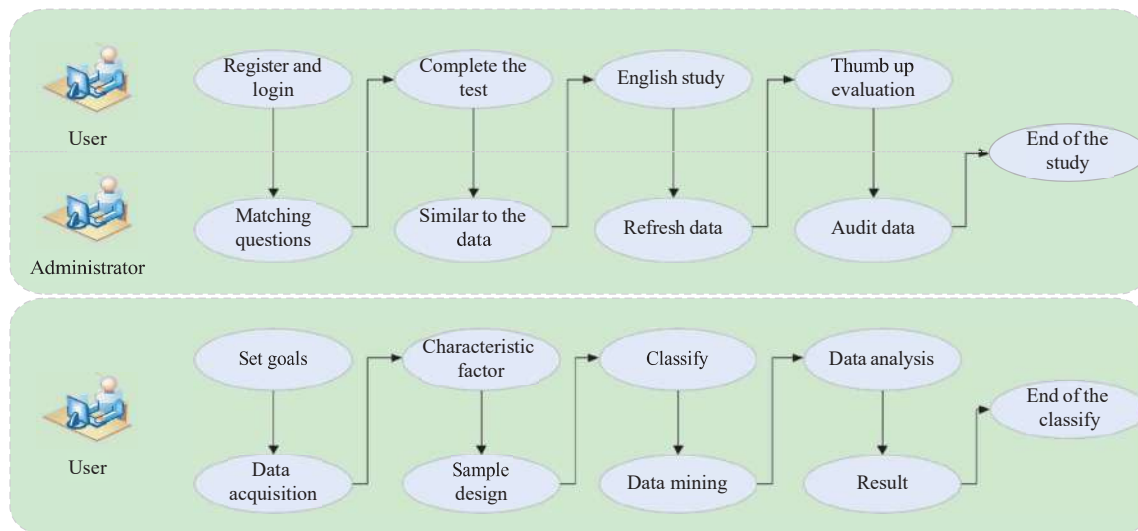 Register and
login
Complete the
test
English study
Thumb up
evaluation
User
End of the
study
Matching
questions
Similar to the
data
Refresh data
Audit data
Administrator
Set goals
Characteristic
factor
Classify
Data analysis
End of the
classify
User
Data
acquisition
Sample
design
Data mining
Result